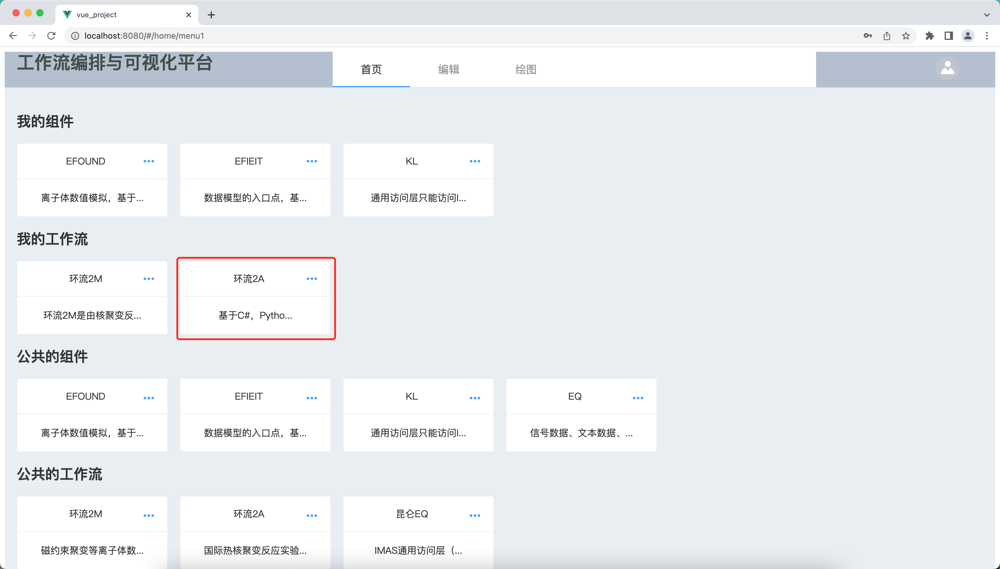 vue_project
localhost:8080/#/home/menu1
工作流编排与可视化平台
首页 编辑 绘图
我的组件
EFOUND EFIEIT KL
离子体数值模拟，基于... 数据模型的入口点，基... 通用访问层只能访问I...
我的工作流
环流2M 环流2A
环流2M是由核聚变反... 基于C#，Pytho...
公共的组件
EFOUND EFIEIT KL EQ
离子体数值模拟，基于... 数据模型的入口点，基... 通用访问层只能访问I... 信号数据、文本数据、...
公共的工作流
环流2M 环流2A 昆仑EQ
磁约束聚变等离子体数... 国际热核聚变反应实验... IMAS通用访问层（...